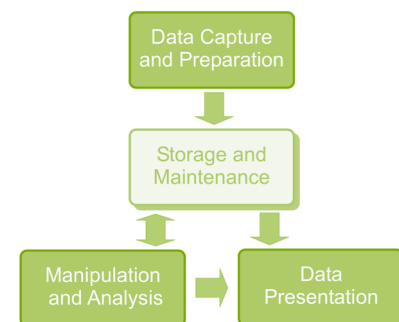 Data Capture
and Preparation
Storage and
Maintenance
Manipulation
and Analysis
Data
Presentation